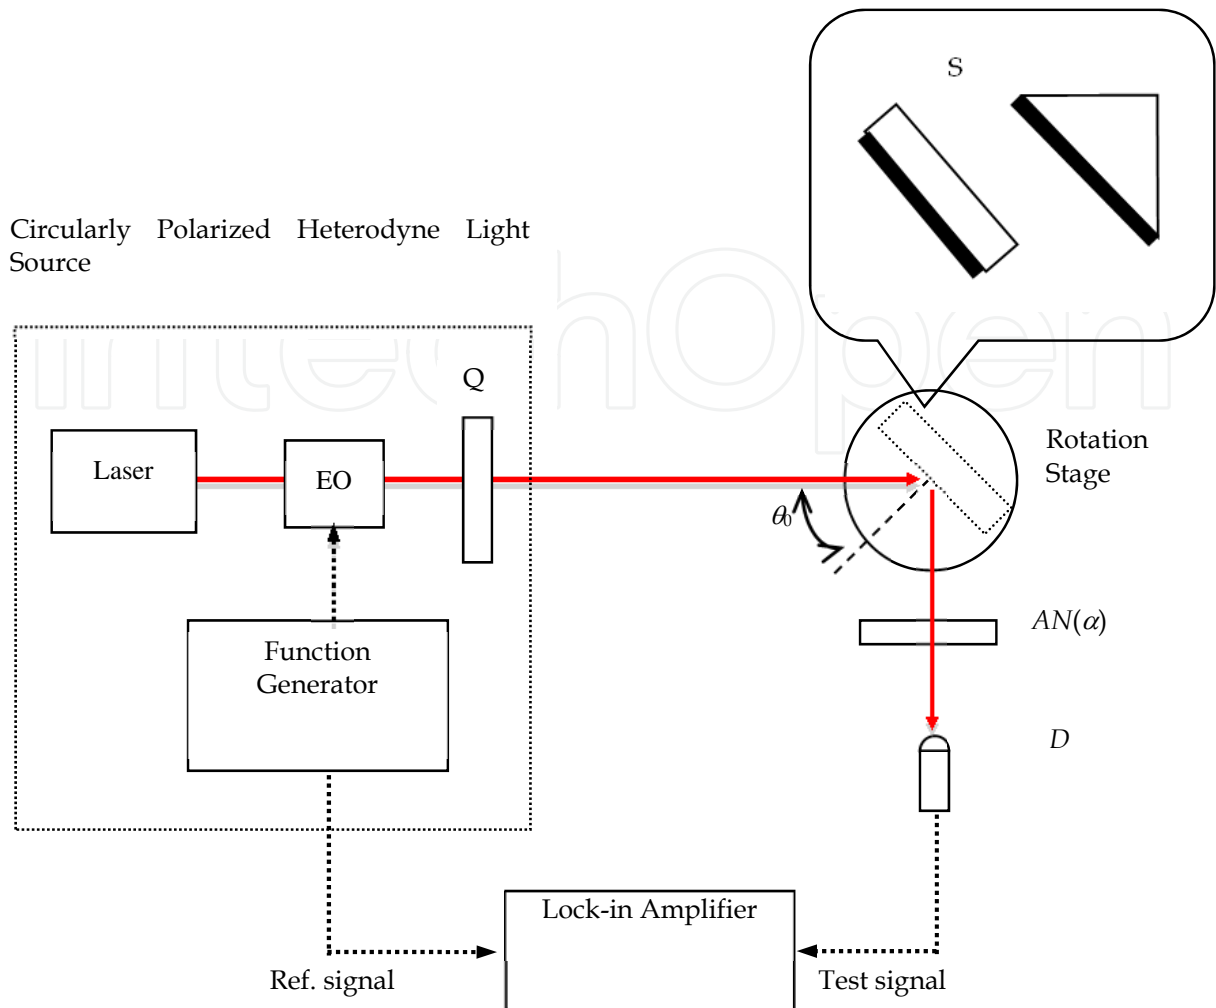 S
Circularly Polarized Heterodyne Light
Source
IntechOpen
Q
Laser
EO
Rotation
Stage
θ0
AN(α)
Function
Generator
D
Lock-in Amplifier
Ref. signal
Test signal